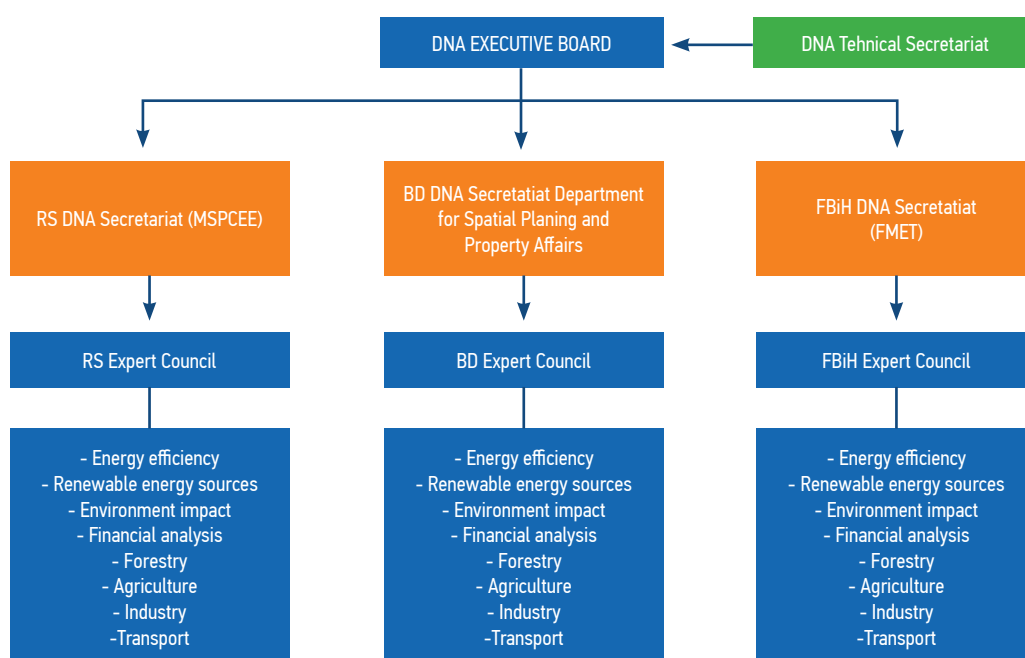 DNA EXECUTIVE BOARD
DNA Tehnical Secretariat
RS DNA Secretariat (MSPCEE)
BD DNA Secretatiat Department
for Spatial Planing and
Property Affairs
FBiH DNA Secretatiat
(FMET)
RS Expert Council
BD Expert Council
FBiH Expert Council
- Energy efficiency
- Renewable energy sources
- Environment impact
- Financial analysis
- Forestry
- Agriculture
- Industry
-Transport
- Energy efficiency
- Renewable energy sources
- Environment impact
- Financial analysis
- Forestry
- Agriculture
- Industry
-Transport
- Energy efficiency
- Renewable energy sources
- Environment impact
- Financial analysis
- Forestry
- Agriculture
- Industry
-Transport